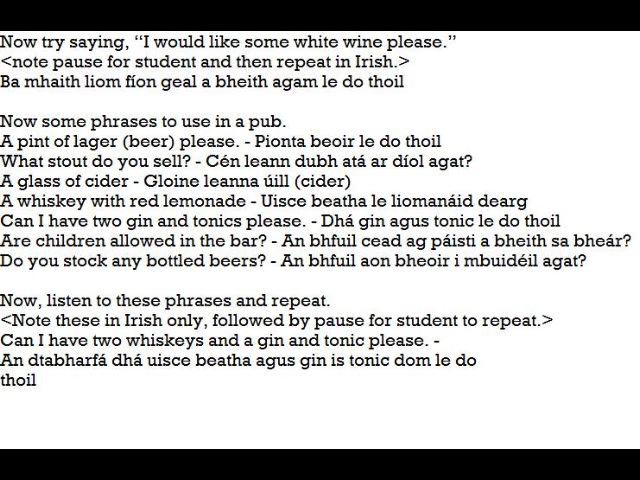 Now try saying, “I would like some white wine please.”
<note pause for student and then repeat in Irish.>
Ba mhaith liom fíon geal a bheith agam le do thoil
Now some phrases to use in a pub.
A pint of lager (beer) please. - Pionta beoir le do thoil
What stout do you sell? - Cén leann dubh atá ar díol agat?
A glass of cider - Gloine leanna úill (cider)
A whiskey with red lemonade - Uisce beatha le liomanáid dearg
Can I have two gin and tonics please. - Dhá gin agus tonic le do thoil
Are children allowed in the bar? - An bhfuil cead ag páisti a bheith sa bheár?
Do you stock any bottled beers? - An bhfuil aon bheoir i mbuidéil agat?
Now, listen to these phrases and repeat.
<Note these in Irish only, followed by pause for student to repeat.>
Can I have two whiskeys and a gin and tonic please. -
An dtabharfá dhá uisce beatha agus gin is tonic dom le do
thoil